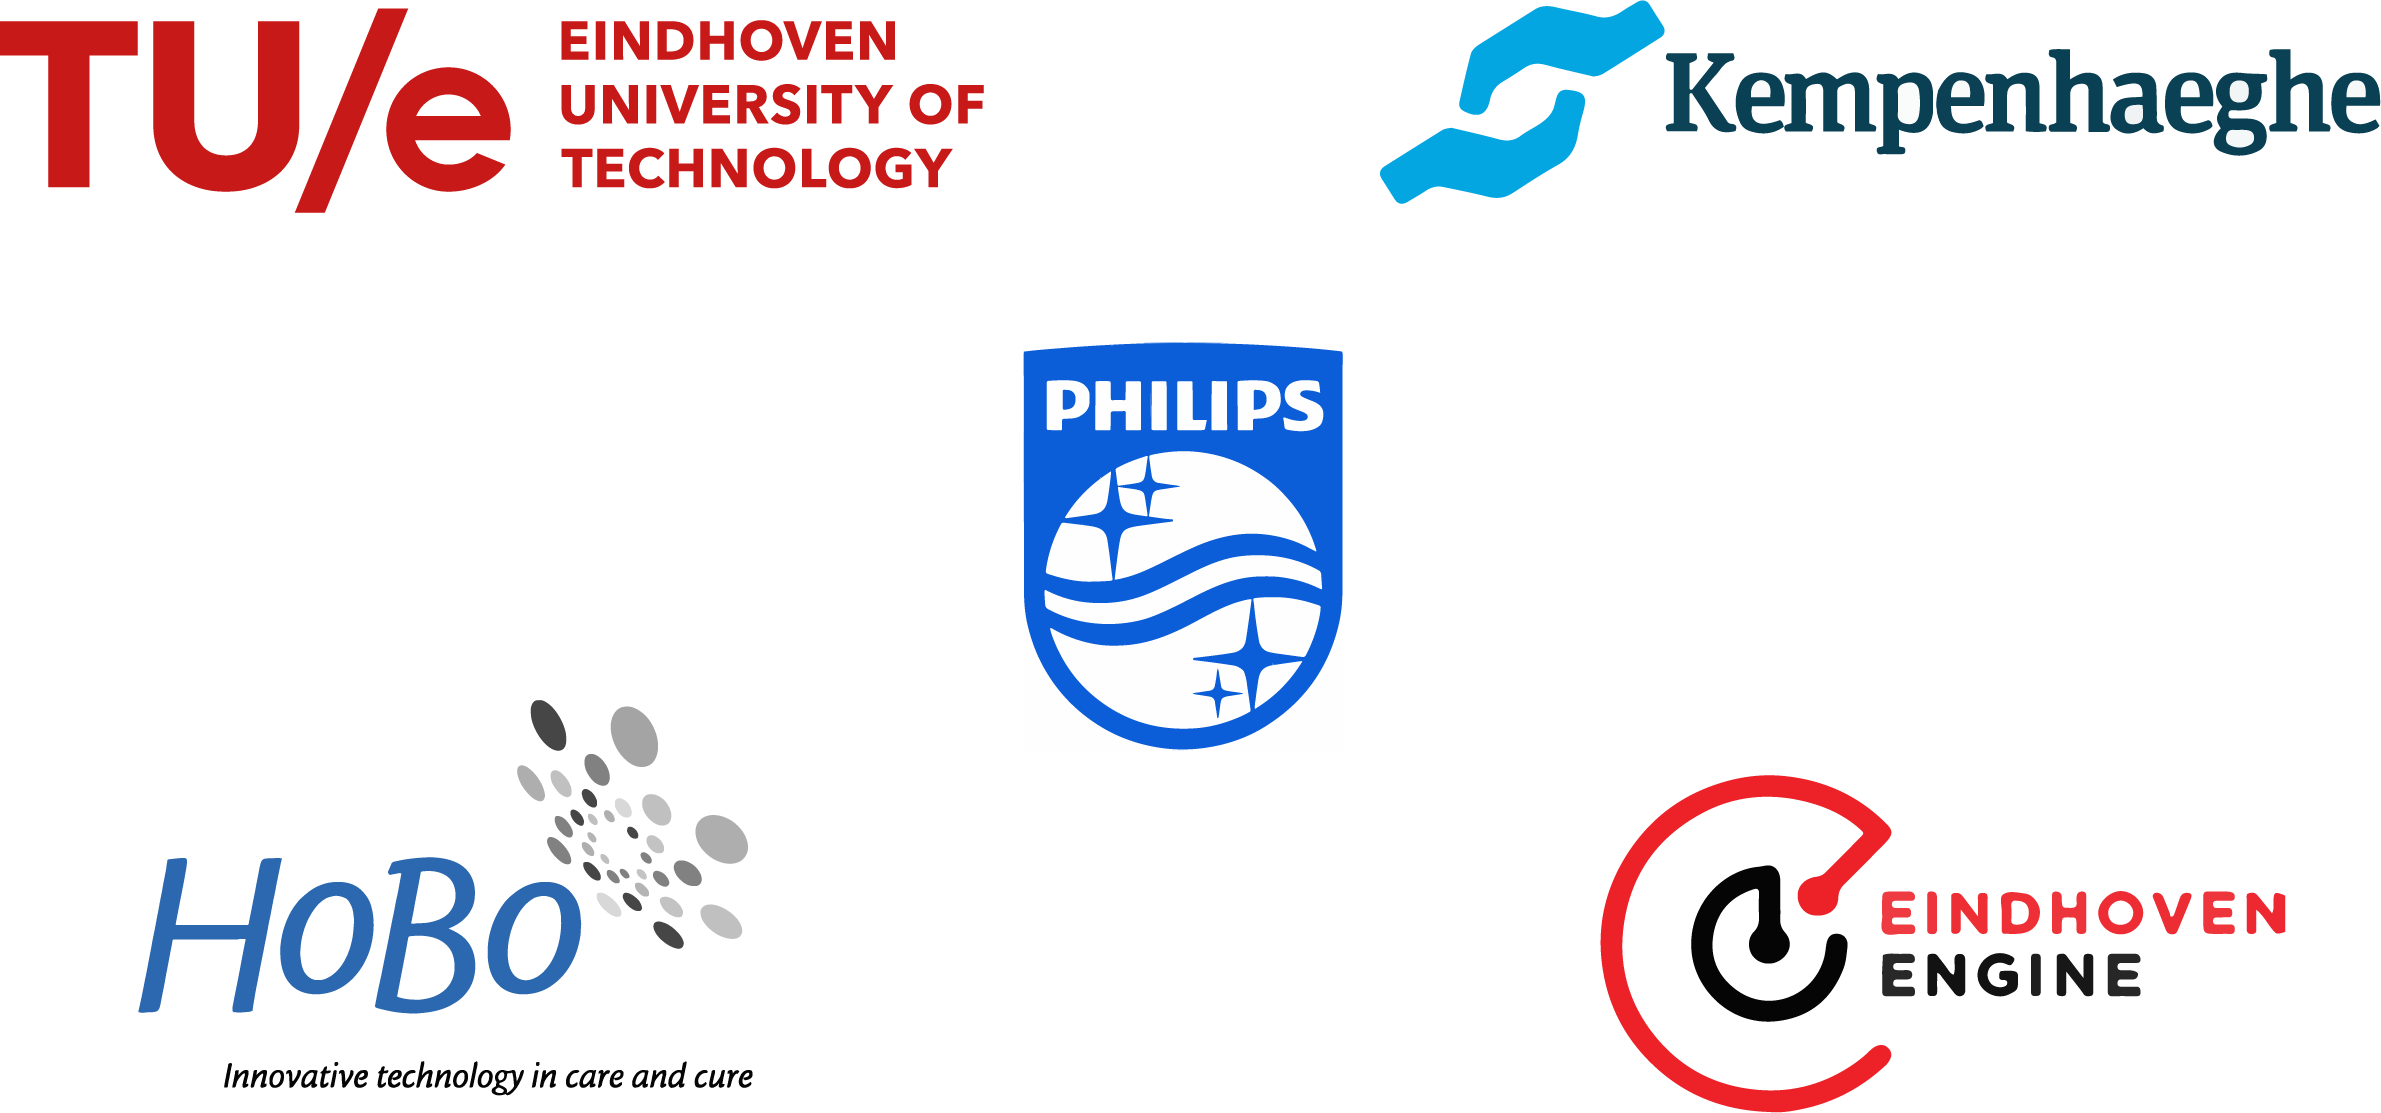 TU/e
EINDHOVEN
UNIVERSITY OF
TECHNOLOGY
Kempenhaeghe
PHILIPS
HoBo
Innovative technology in care and cure
EINDHOVEN
ENGINE